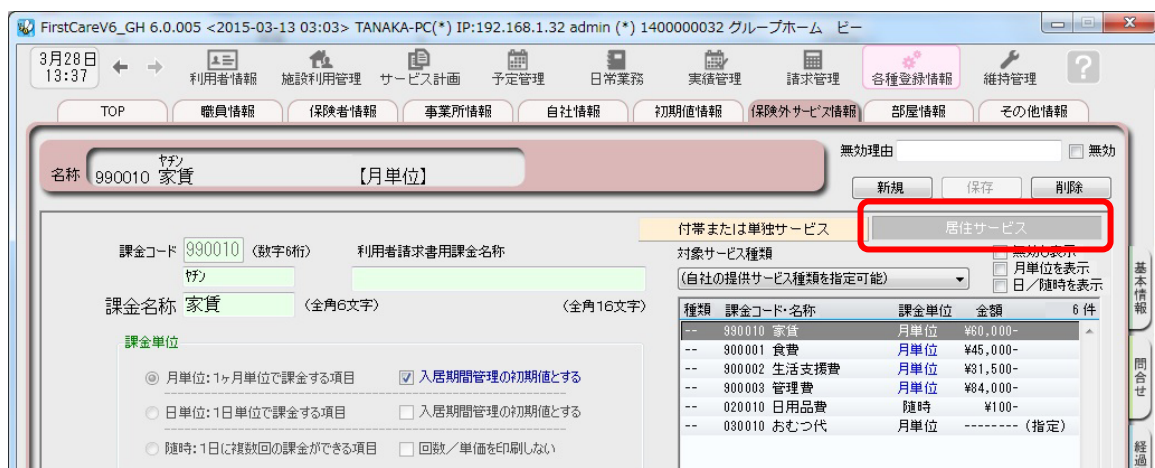 FirstCareV6_GH 6.0.005 <2015-03-13 03:03> TANAKA-PC(*) IP:192.168.1.32 admin (*) 1400000032 グループホーム ビー
3月28日
13:37
利用者情報 施設利用管理 サービス計画 予定管理 日常業務 実績管理 請求管理 各種登録情報 維持管理 ?
TOP 職員情報 保険者情報 事業所情報 自社情報 初期値情報 保険外サービス情報 部屋情報 その他情報
無効理由 無効
ヤチン
名称 990010 家賃 【月単位】
新規 保存 削除
付帯または単独サービス 居住サービス
課金コード 990010 (数字6桁) 利用者請求書用課金名称
対象サービス種類
無効も表示
月単位を表示
日/随時を表示
ヤチン
(自社の提供サービス種類を指定可能)
課金名称 家賃 (全角6文字) (全角16文字)
種類 課金コード・名称 課金単位 金額 6件
-- 990010 家賃 月単位 ¥60,000-
-- 900001 食費 月単位 ¥45,000-
-- 900002 生活支援費 月単位 ¥31,500-
-- 900003 管理費 月単位 ¥84,000-
-- 020010 日用品費 随時 ¥100-
-- 030010 おむつ代 月単位 -------- (指定)
課金単位
月単位:1ヶ月単位で課金する項目 入居期間管理の初期値とする
日単位:1日単位で課金する項目 入居期間管理の初期値とする
随時:1日に複数回の課金ができる項目 回数/単価を印刷しない
基本情報
問合せ
経過